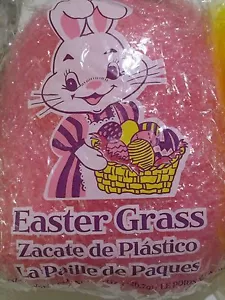 Easter Grass
Zacate de Plástico
La Paille de Paques